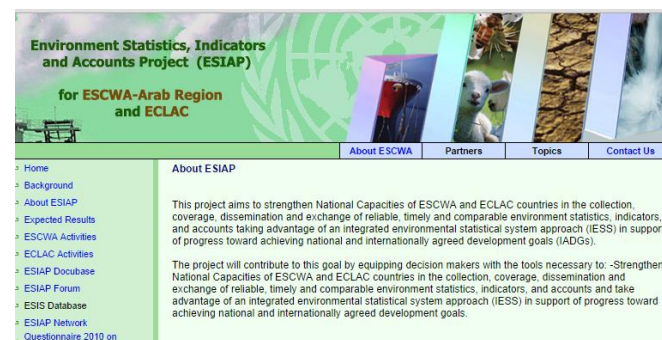 Environment Statistics, Indicators
and Accounts Project (ESIAP)
for ESCWA-Arab Region
and ECLAC
About ESCWA
Partners
Topics
Contact Us
Home
Background
About ESIAP
Expected Results
ESCWA Activities
ECLAC Activities
ESIAP Docubase
ESIAP Forum
ESIS Database
ESIAP Network
Questionnaire 2010 on
About ESIAP
This project aims to strengthen National Capacities of ESCWA and ECLAC countries in the collection,
coverage, dissemination and exchange of reliable, timely and comparable environment statistics, indicators,
and accounts taking advantage of an integrated environmental statistical system approach (IESS) in support
of progress toward achieving national and internationally agreed development goals (IADGs).
The project will contribute to this goal by equipping decision makers with the tools necessary to: -Strengthen
National Capacities of ESCWA and ECLAC countries in the collection, coverage, dissemination and
exchange of reliable, timely and comparable environment statistics, indicators, and accounts and take
advantage of an integrated environmental statistical system approach (IESS) in support of progress toward
achieving national and internationally agreed development goals.